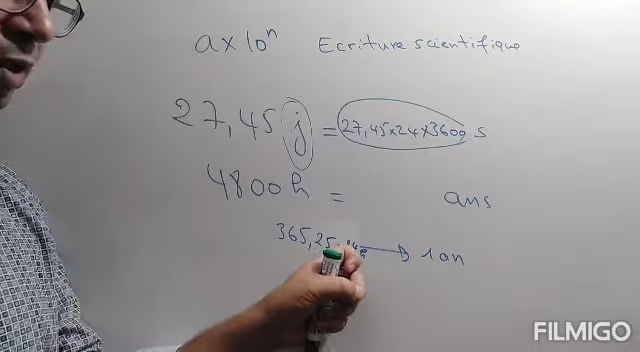 a x 10ⁿ Ecriture scientifique
27,45 j = 27,45x24x3600 s
4800 h = ans
365,25 → 1 an
FILMIGO